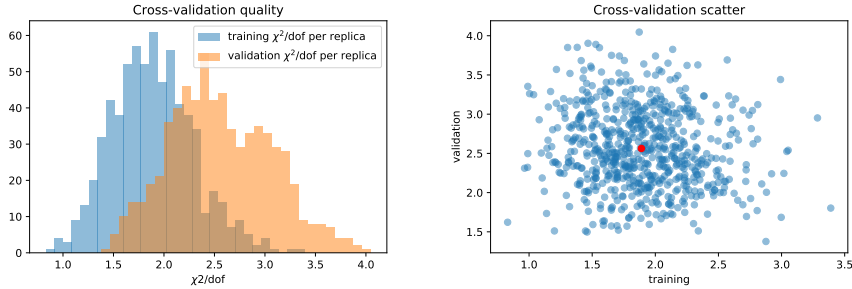 Cross-validation quality
training χ²/dof per replica
validation χ²/dof per replica
60
50
40
30
20
10
0
1.0 1.5 2.0 2.5 3.0 3.5 4.0
χ2/dof
Cross-validation scatter
validation
4.0
3.5
3.0
2.5
2.0
1.5
1.0 1.5 2.0 2.5 3.0 3.5
training